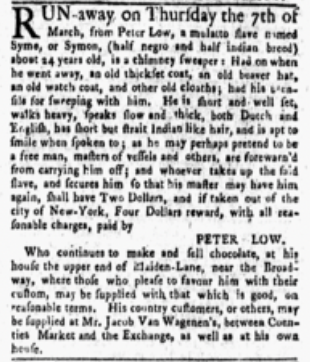 RUN-away on Thursday the 7th of
March, from Peter Low, a mulatto slave named
Syme, or Symon, (half negro and half indian breed)
about 24 years old, is a chimney sweaper: Had on when
he went away, an old thickset coat, an old beaver hat,
an old watch coat, and other old cloaths; had his uten-
sils for sweeping with him. He is short and well set,
walks heavy, speaks slow and thick, both Dutch and
English, has short but strait Indian like hair, and is apt to
smile when spoken to; as he may perhaps pretend to be
a free man, masters of vessels and others, are forewarn'd
from carrying him off; and whoever takes up the said
slave, and secures him so that his master may have him
again, shall have Two Dollars, and if taken out of the
city of New-York, Four Dollars reward, with all rea-
sonable charges, paid by
PETER LOW.
Who continues to make and sell chocolate, at his
house the upper end of Maiden-Lane, near the Broad-
way, where those who please to favour him with their
custom, may be supplied with that which is good, on
reasonable terms. His country customers, or others, may
be supplied at Mr. Jacob Van Wagenen's, between Coen-
ties Market and the Exchange, as well as at his own
house.